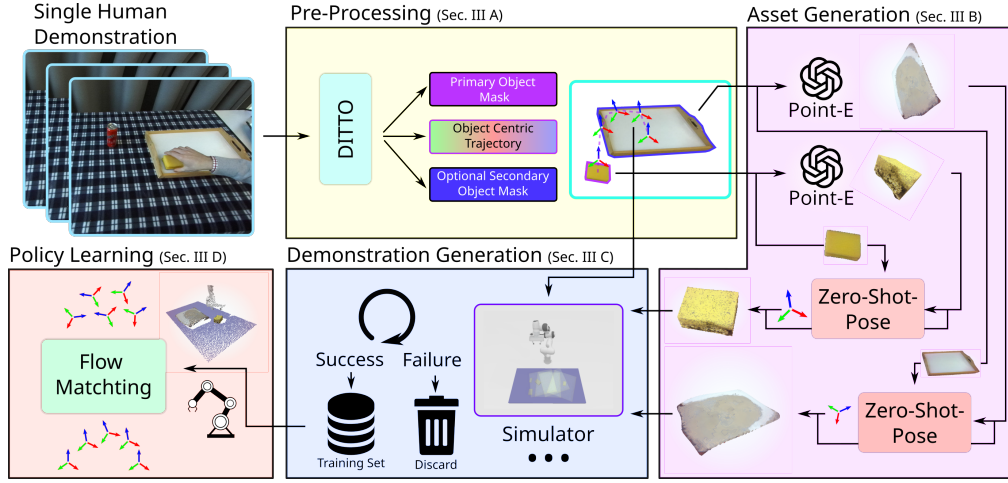 Single Human
Demonstration
Pre-Processing (Sec. III A)
DITTO
Primary Object
Mask
Object Centric
Trajectory
Optional Secondary
Object Mask
Asset Generation (Sec. III B)
Point-E
Point-E
Zero-Shot-
Pose
Zero-Shot-
Pose
Demonstration Generation (Sec. III C)
Success
Failure
Training Set
Discard
Simulator
Policy Learning (Sec. III D)
Flow
Matchting